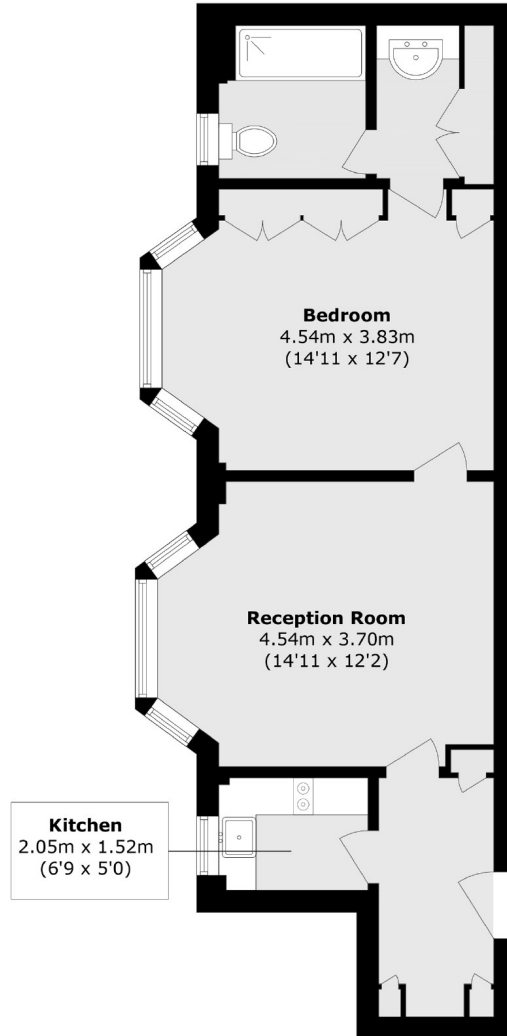 Bedroom
4.54m x 3.83m
(14'11 x 12'7)
Reception Room
4.54m x 3.70m
(14'11 x 12'2)
Kitchen
2.05m x 1.52m
(6'9 x 5'0)